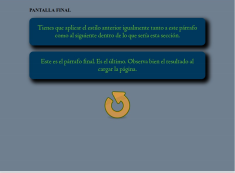 PANTALLA FINAL
Tienes que aplicar el estilo anterior igualmente tanto a este párrafo
como al siguiente dentro de lo que sería esta sección.
Este es el párrafo final. Es el último. Observa bien el resultado al
cargar la página.